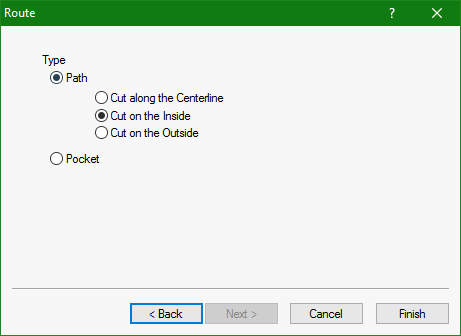 Route
?
Type
Path
Cut along the Centerline
Cut on the Inside
Cut on the Outside
Pocket
< Back Next > Cancel Finish